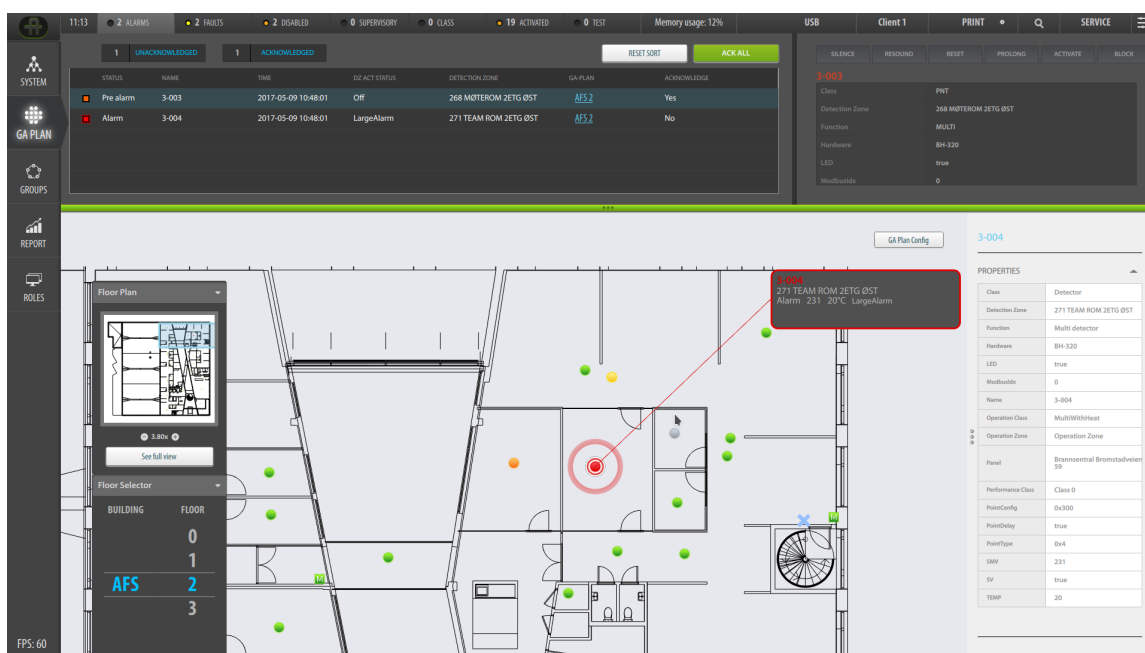 11:13 2 ALARMS 2 FAULTS 2 DISABLED 0 SUPERVISORY 0 CLASS 19 ACTIVATED 0 TEST Memory usage: 12% USB Client 1 PRINT SERVICE
SYSTEM
GA PLAN
GROUPS
REPORT
ROLES
FPS: 60
1 UNACKNOWLEDGED 1 ACKNOWLEDGED RESET SORT ACK ALL
STATUS NAME TIME DZ ACT STATUS DETECTION ZONE GA-PLAN ACKNOWLEDGE
Pre alarm 3-003 2017-05-09 10:48:01 Off 268 MØTEROM 2ETG ØST AFS 2 Yes
Alarm 3-004 2017-05-09 10:48:01 LargeAlarm 271 TEAM ROM 2ETG ØST AFS 2 No
SILENCE RESOUND RESET PROLONG ACTIVATE BLOCK
3-003
Class PNT
Detection Zone 268 MØTEROM 2ETG ØST
Function MULTI
Hardware BH-320
LED true
ModbusIds 0
GA Plan Config
Floor Plan
3.80x
See full view
Floor Selector
BUILDING FLOOR
0
1
AFS 2
3
3-004
271 TEAM ROM 2ETG ØST
Alarm 231 20°C LargeAlarm
3-004
PROPERTIES
Class Detector
Detection Zone 271 TEAM ROM 2ETG ØST
Function Multi detector
Hardware BH-320
LED true
ModbusIds 0
Name 3-004
Operation Class MultiWithHeat
Operation Zone Operation Zone
Panel Brannsentral Bromstadveien
59
Performance Class Class 0
PointConfig 0x300
PointDelay true
PointType 0x4
SMV 231
SV true
TEMP 20